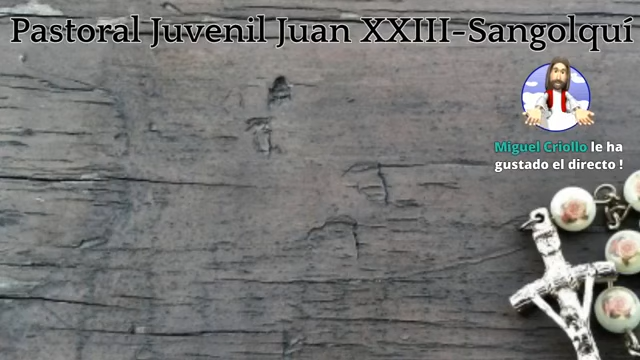 Pastoral Juvenil Juan XXIII-Sangolquí
Miguel Criollo le ha
gustado el directo !